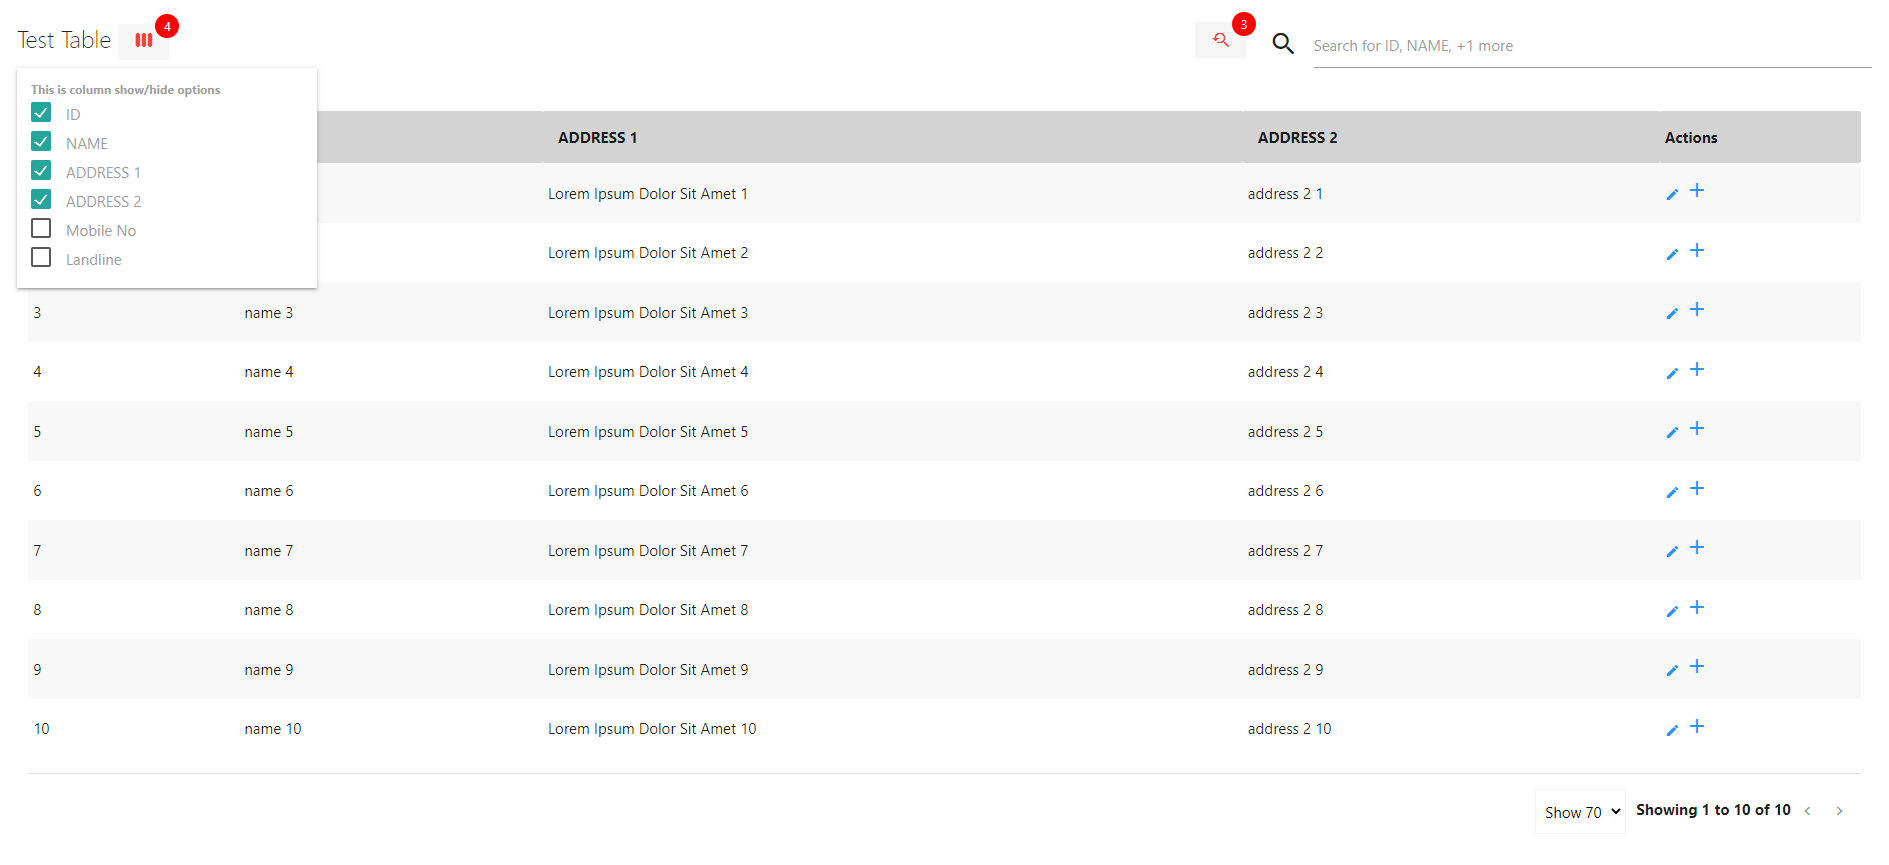 Test Table 4 3 Search for ID, NAME, +1 more
This is column show/hide options
ID
NAME
ADDRESS 1
ADDRESS 2
Mobile No
Landline
ADDRESS 1 ADDRESS 2 Actions
Lorem Ipsum Dolor Sit Amet 1 address 2 1
Lorem Ipsum Dolor Sit Amet 2 address 2 2
3 name 3 Lorem Ipsum Dolor Sit Amet 3 address 2 3
4 name 4 Lorem Ipsum Dolor Sit Amet 4 address 2 4
5 name 5 Lorem Ipsum Dolor Sit Amet 5 address 2 5
6 name 6 Lorem Ipsum Dolor Sit Amet 6 address 2 6
7 name 7 Lorem Ipsum Dolor Sit Amet 7 address 2 7
8 name 8 Lorem Ipsum Dolor Sit Amet 8 address 2 8
9 name 9 Lorem Ipsum Dolor Sit Amet 9 address 2 9
10 name 10 Lorem Ipsum Dolor Sit Amet 10 address 2 10
Show 70 Showing 1 to 10 of 10